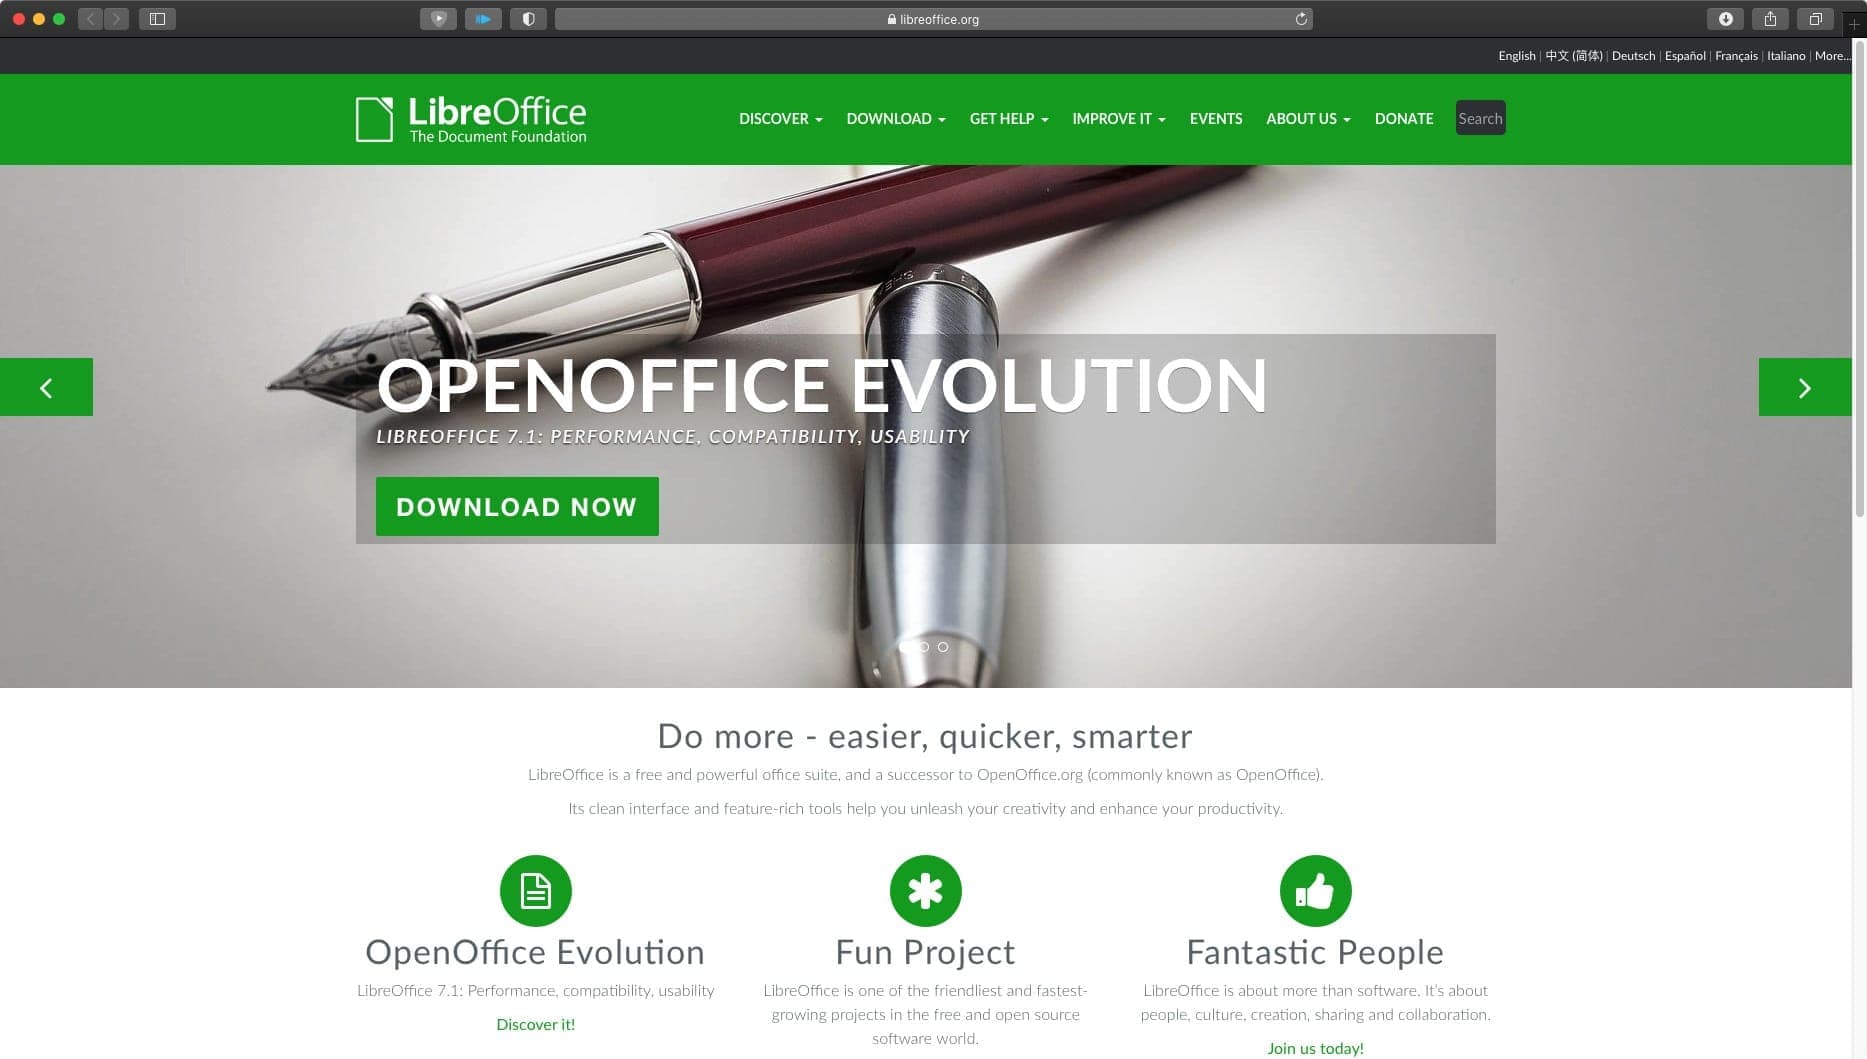 libreoffice.org
English | 中文 (简体) | Deutsch | Español | Français | Italiano | More...
LibreOffice
The Document Foundation
DISCOVER DOWNLOAD GET HELP IMPROVE IT EVENTS ABOUT US DONATE Search
OPENOFFICE EVOLUTION
LIBREOFFICE 7.1: PERFORMANCE, COMPATIBILITY, USABILITY
DOWNLOAD NOW
Do more - easier, quicker, smarter
LibreOffice is a free and powerful office suite, and a successor to OpenOffice.org (commonly known as OpenOffice).
Its clean interface and feature-rich tools help you unleash your creativity and enhance your productivity.
OpenOffice Evolution
LibreOffice 7.1: Performance, compatibility, usability
Discover it!
Fun Project
LibreOffice is one of the friendliest and fastest-
growing projects in the free and open source
software world.
Fantastic People
LibreOffice is about more than software. It's about
people, culture, creation, sharing and collaboration.
Join us today!